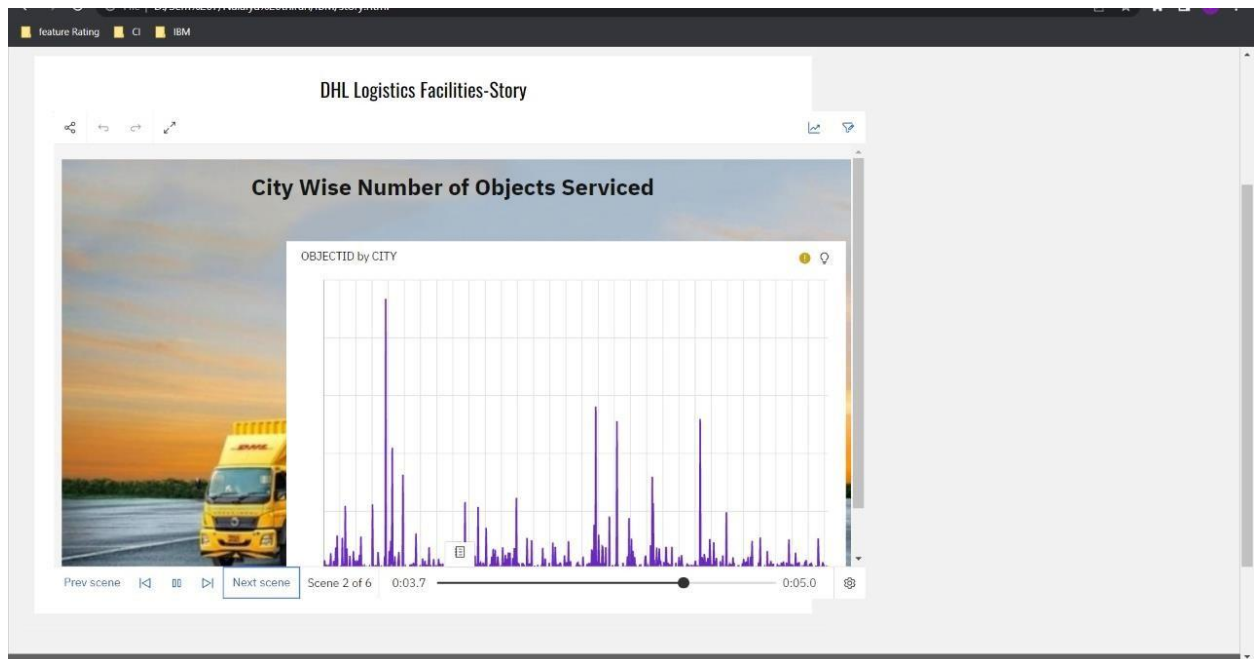 feature Rating CI IBM
DHL Logistics Facilities-Story
City Wise Number of Objects Serviced
OBJECTID by CITY
Prev scene Next scene Scene 2 of 6 0:03.7 0:05.0